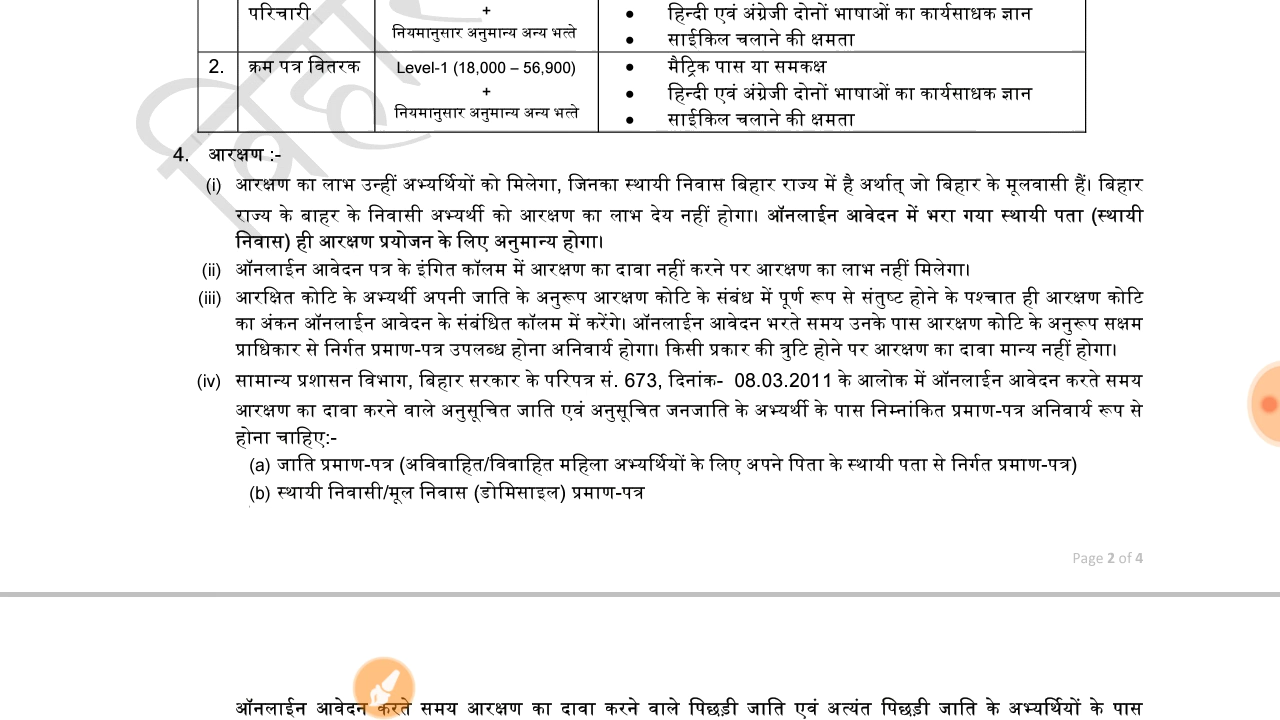 परिचारी + नियमानुसार अनुमान्य अन्य भत्ते
• हिन्दी एवं अंग्रेजी दोनों भाषाओं का कार्यसाधक ज्ञान
• साईकिल चलाने की क्षमता
2. क्रम पत्र वितरक Level-1 (18,000 – 56,900) + नियमानुसार अनुमान्य अन्य भत्ते
• मैट्रिक पास या समकक्ष
• हिन्दी एवं अंग्रेजी दोनों भाषाओं का कार्यसाधक ज्ञान
• साईकिल चलाने की क्षमता
4. आरक्षण :-
(i) आरक्षण का लाभ उन्हीं अभ्यर्थियों को मिलेगा, जिनका स्थायी निवास बिहार राज्य में है अर्थात् जो बिहार के मूलवासी हैं। बिहार
राज्य के बाहर के निवासी अभ्यर्थी को आरक्षण का लाभ देय नहीं होगा। ऑनलाईन आवेदन में भरा गया स्थायी पता (स्थायी
निवास) ही आरक्षण प्रयोजन के लिए अनुमान्य होगा।
(ii) ऑनलाईन आवेदन पत्र के इंगित कॉलम में आरक्षण का दावा नहीं करने पर आरक्षण का लाभ नहीं मिलेगा।
(iii) आरक्षित कोटि के अभ्यर्थी अपनी जाति के अनुरूप आरक्षण कोटि के संबंध में पूर्ण रूप से संतुष्ट होने के पश्चात ही आरक्षण कोटि
का अंकन ऑनलाईन आवेदन के संबंधित कॉलम में करेंगे। ऑनलाईन आवेदन भरते समय उनके पास आरक्षण कोटि के अनुरूप सक्षम
प्राधिकार से निर्गत प्रमाण-पत्र उपलब्ध होना अनिवार्य होगा। किसी प्रकार की त्रुटि होने पर आरक्षण का दावा मान्य नहीं होगा।
(iv) सामान्य प्रशासन विभाग, बिहार सरकार के परिपत्र सं. 673, दिनांक- 08.03.2011 के आलोक में ऑनलाईन आवेदन करते समय
आरक्षण का दावा करने वाले अनुसूचित जाति एवं अनुसूचित जनजाति के अभ्यर्थी के पास निम्नांकित प्रमाण-पत्र अनिवार्य रूप से
होना चाहिए:-
(a) जाति प्रमाण-पत्र (अविवाहित/विवाहित महिला अभ्यर्थियों के लिए अपने पिता के स्थायी पता से निर्गत प्रमाण-पत्र)
(b) स्थायी निवासी/मूल निवास (डोमिसाइल) प्रमाण-पत्र
Page 2 of 4
ऑनलाईन आवेदन करते समय आरक्षण का दावा करने वाले पिछड़ी जाति एवं अत्यंत पिछड़ी जाति के अभ्यर्थियों के पास